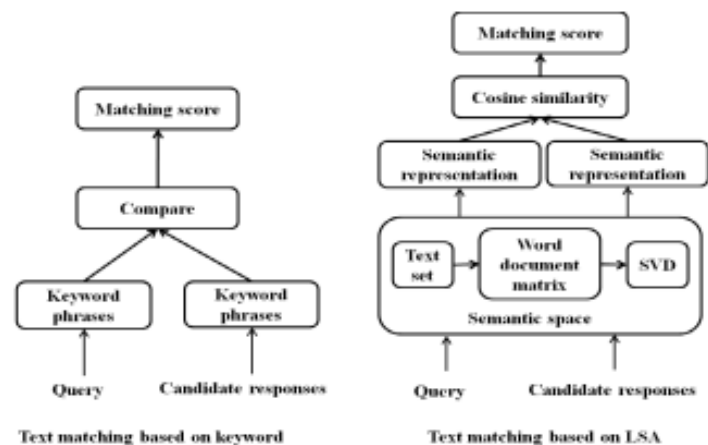 Matching score
Compare
Keyword
phrases
Keyword
phrases
Query
Candidate responses
Text matching based on keyword
Matching score
Cosine similarity
Semantic
representation
Semantic
representation
Text
set
Word
document
matrix
SVD
Semantic space
Query
Candidate responses
Text matching based on LSA